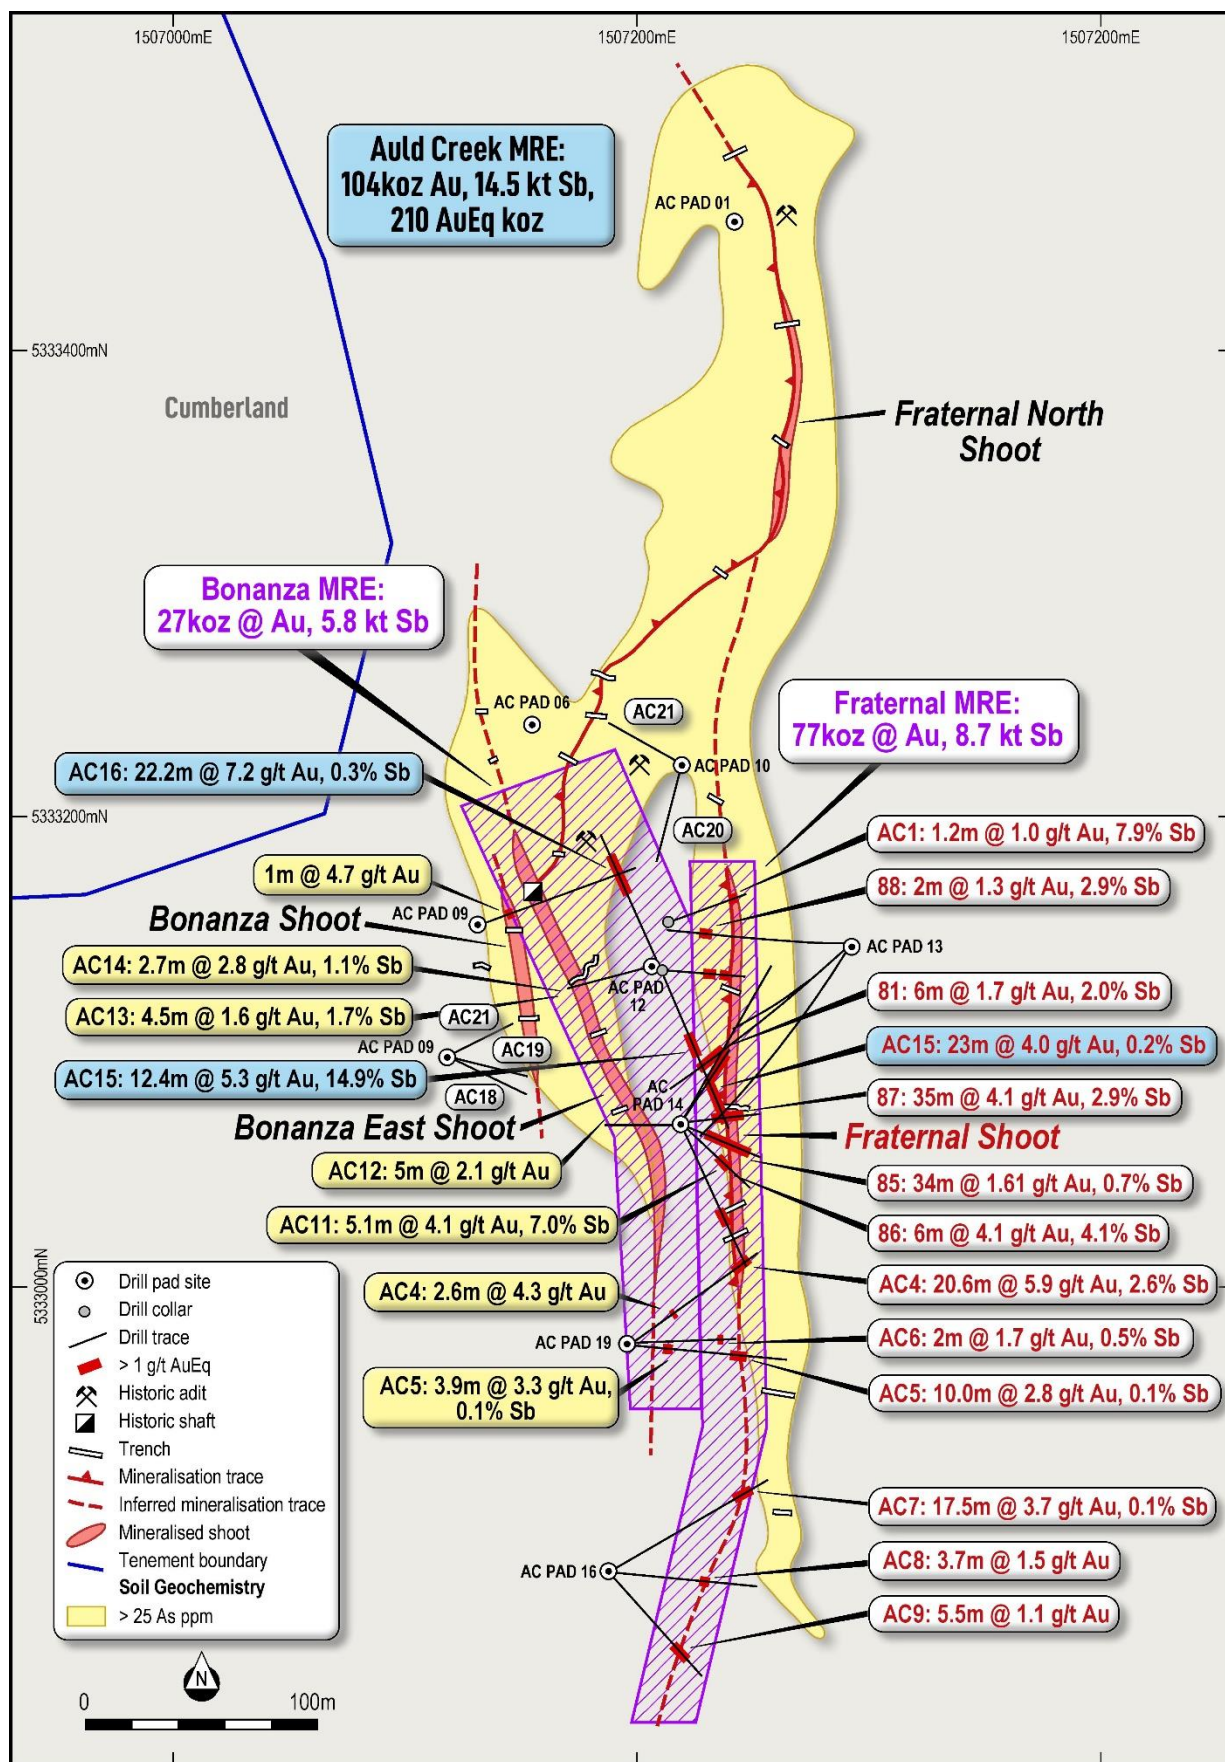 1507000mE
1507200mE
1507200mE
Auld Creek MRE:
104koz Au, 14.5 kt Sb,
210 AuEq koz
AC PAD 01
5333400mN
Cumberland
Fraternal North
Shoot
Bonanza MRE:
27koz @ Au, 5.8 kt Sb
AC PAD 06
AC21
Fraternal MRE:
77koz @ Au, 8.7 kt Sb
AC16: 22.2m @ 7.2 g/t Au, 0.3% Sb
AC PAD 10
5333200mN
AC20
AC1: 1.2m @ 1.0 g/t Au, 7.9% Sb
1m @ 4.7 g/t Au
88: 2m @ 1.3 g/t Au, 2.9% Sb
Bonanza Shoot
AC PAD 09
AC PAD 13
AC14: 2.7m @ 2.8 g/t Au, 1.1% Sb
AC PAD
12
81: 6m @ 1.7 g/t Au, 2.0% Sb
AC13: 4.5m @ 1.6 g/t Au, 1.7% Sb
AC21
AC PAD 09
AC19
AC15: 23m @ 4.0 g/t Au, 0.2% Sb
AC15: 12.4m @ 5.3 g/t Au, 14.9% Sb
AC
PAD 14
AC18
87: 35m @ 4.1 g/t Au, 2.9% Sb
Bonanza East Shoot
Fraternal Shoot
AC12: 5m @ 2.1 g/t Au
85: 34m @ 1.61 g/t Au, 0.7% Sb
AC11: 5.1m @ 4.1 g/t Au, 7.0% Sb
86: 6m @ 4.1 g/t Au, 4.1% Sb
5333000mN
AC4: 2.6m @ 4.3 g/t Au
AC4: 20.6m @ 5.9 g/t Au, 2.6% Sb
AC PAD 19
AC6: 2m @ 1.7 g/t Au, 0.5% Sb
AC5: 3.9m @ 3.3 g/t Au,
0.1% Sb
AC5: 10.0m @ 2.8 g/t Au, 0.1% Sb
AC7: 17.5m @ 3.7 g/t Au, 0.1% Sb
AC PAD 16
AC8: 3.7m @ 1.5 g/t Au
AC9: 5.5m @ 1.1 g/t Au
Drill pad site
Drill collar
Drill trace
> 1 g/t AuEq
Historic adit
Historic shaft
Trench
Mineralisation trace
Inferred mineralisation trace
Mineralised shoot
Tenement boundary
Soil Geochemistry
> 25 As ppm
N
0
100m